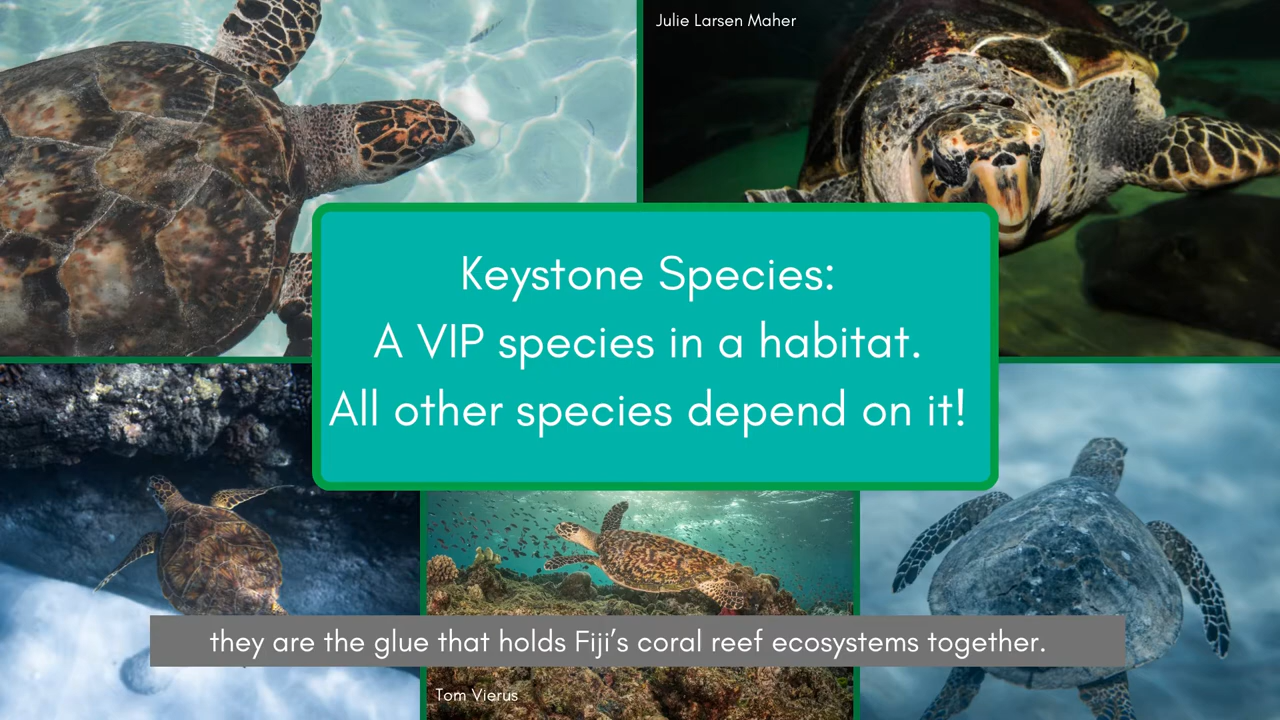 Julie Larsen Maher
Keystone Species:
A VIP species in a habitat.
All other species depend on it!
they are the glue that holds Fiji's coral reef ecosystems together.
Tom Vierus